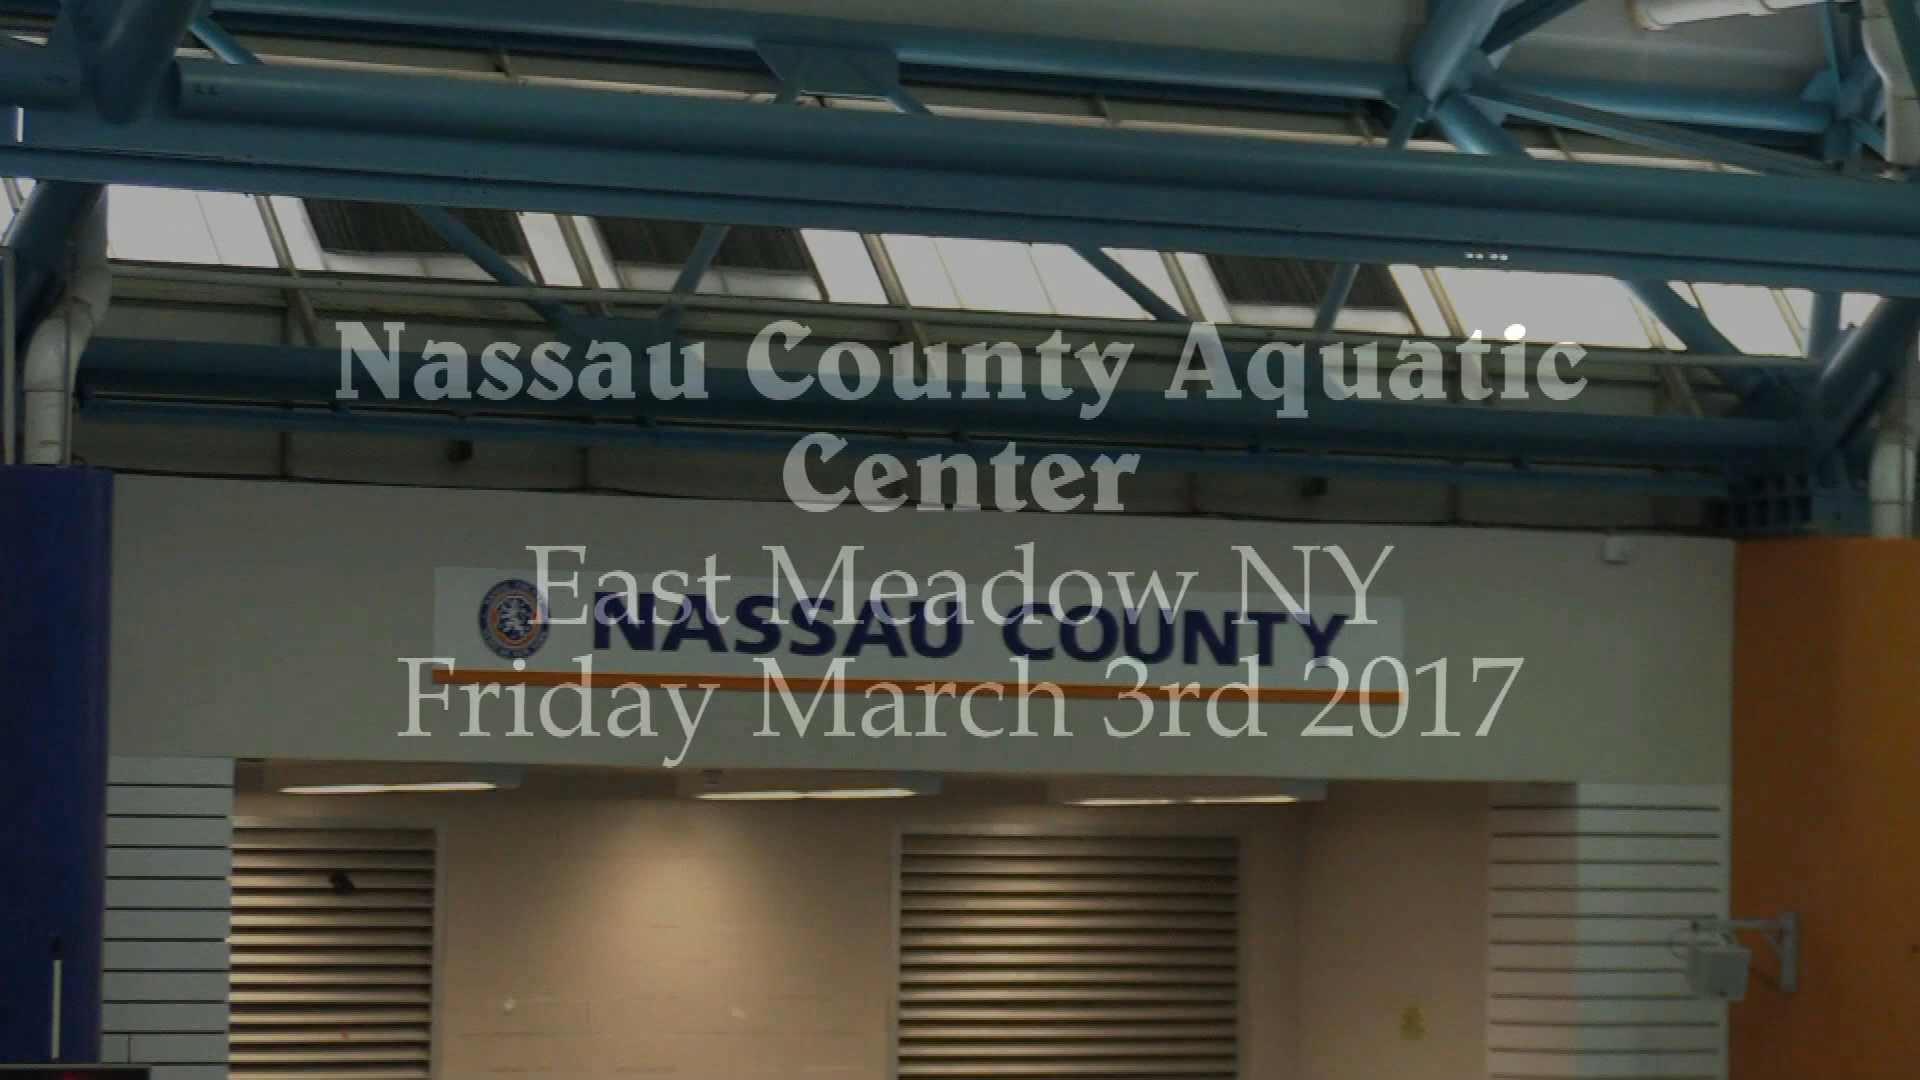 Nassau County Aquatic
Center
East Meadow NY
NASSAU COUNTY
Friday March 3rd 2017